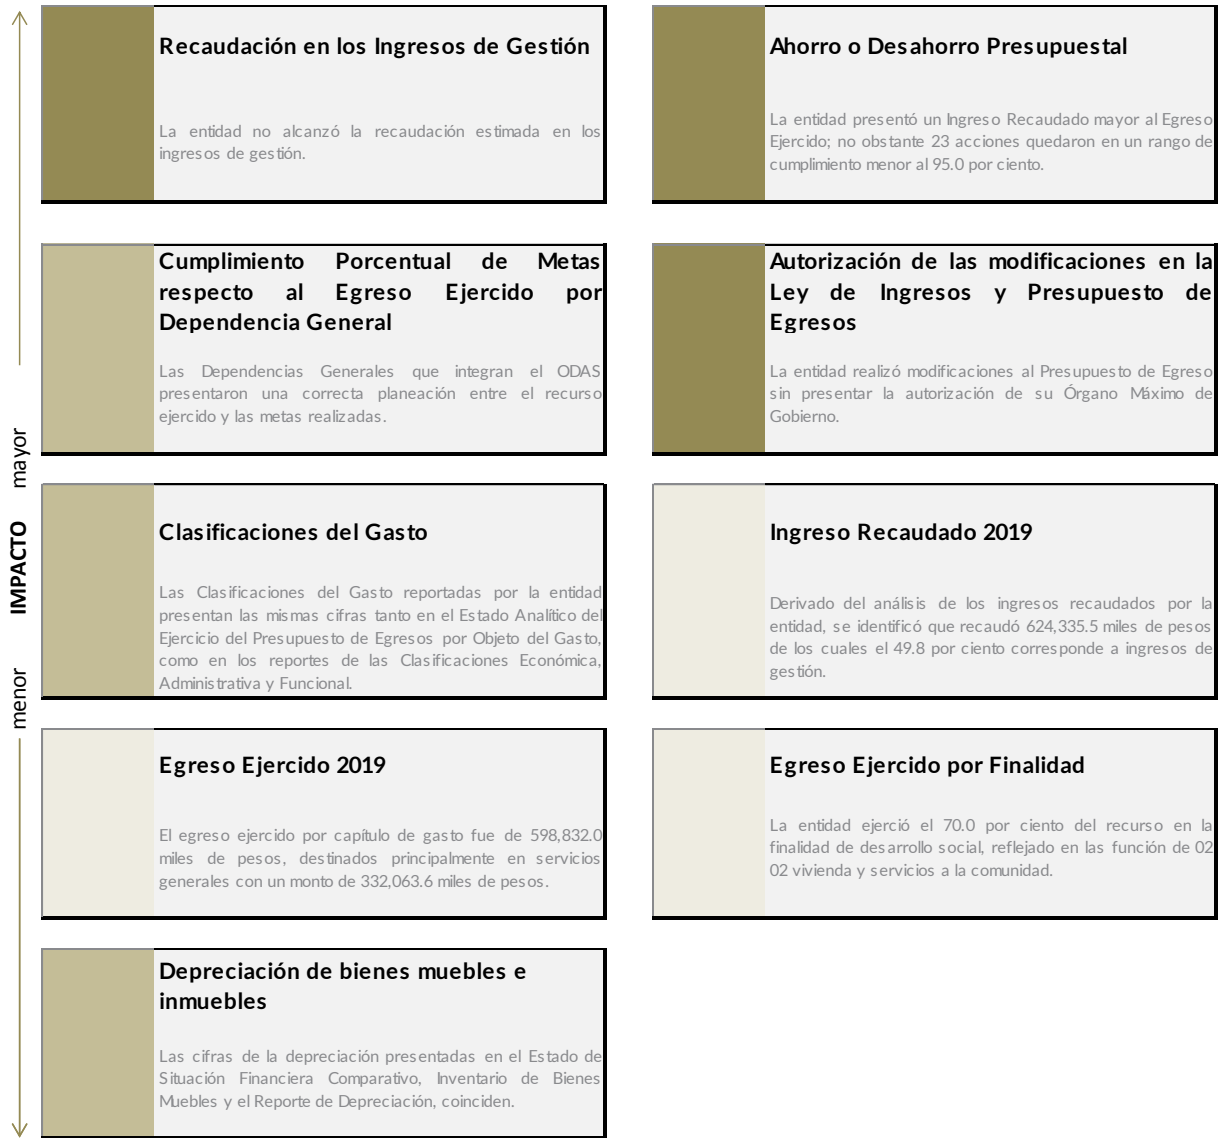 Recaudación en los Ingresos de Gestión
La entidad no alcanzó la recaudación estimada en los
ingresos de gestión.
Ahorro o Desahorro Presupuestal
La entidad presentó un Ingreso Recaudado mayor al Egreso
Ejercido; no obstante 23 acciones quedaron en un rango de
cumplimiento menor al 95.0 por ciento.
Cumplimiento Porcentual de Metas
respecto al Egreso Ejercido por
Dependencia General
Las Dependencias Generales que integran el ODAS
presentaron una correcta planeación entre el recurso
ejercido y las metas realizadas.
Autorización de las modificaciones en la
Ley de Ingresos y Presupuesto de
Egresos
La entidad realizó modificaciones al Presupuesto de Egreso
sin presentar la autorización de su Órgano Máximo de
Gobierno.
mayor
IMPACTO
menor
Clasificaciones del Gasto
Las Clasificaciones del Gasto reportadas por la entidad
presentan las mismas cifras tanto en el Estado Analítico del
Ejercicio del Presupuesto de Egresos por Objeto del Gasto,
como en los reportes de las Clasificaciones Económica,
Administrativa y Funcional.
Ingreso Recaudado 2019
Derivado del análisis de los ingresos recaudados por la
entidad, se identificó que recaudó 624,335.5 miles de pesos
de los cuales el 49.8 por ciento corresponde a ingresos de
gestión.
Egreso Ejercido 2019
El egreso ejercido por capítulo de gasto fue de 598,832.0
miles de pesos, destinados principalmente en servicios
generales con un monto de 332,063.6 miles de pesos.
Egreso Ejercido por Finalidad
La entidad ejerció el 70.0 por ciento del recurso en la
finalidad de desarrollo social, reflejado en las función de 02
02 vivienda y servicios a la comunidad.
Depreciación de bienes muebles e
inmuebles
Las cifras de la depreciación presentadas en el Estado de
Situación Financiera Comparativo, Inventario de Bienes
Muebles y el Reporte de Depreciación, coinciden.